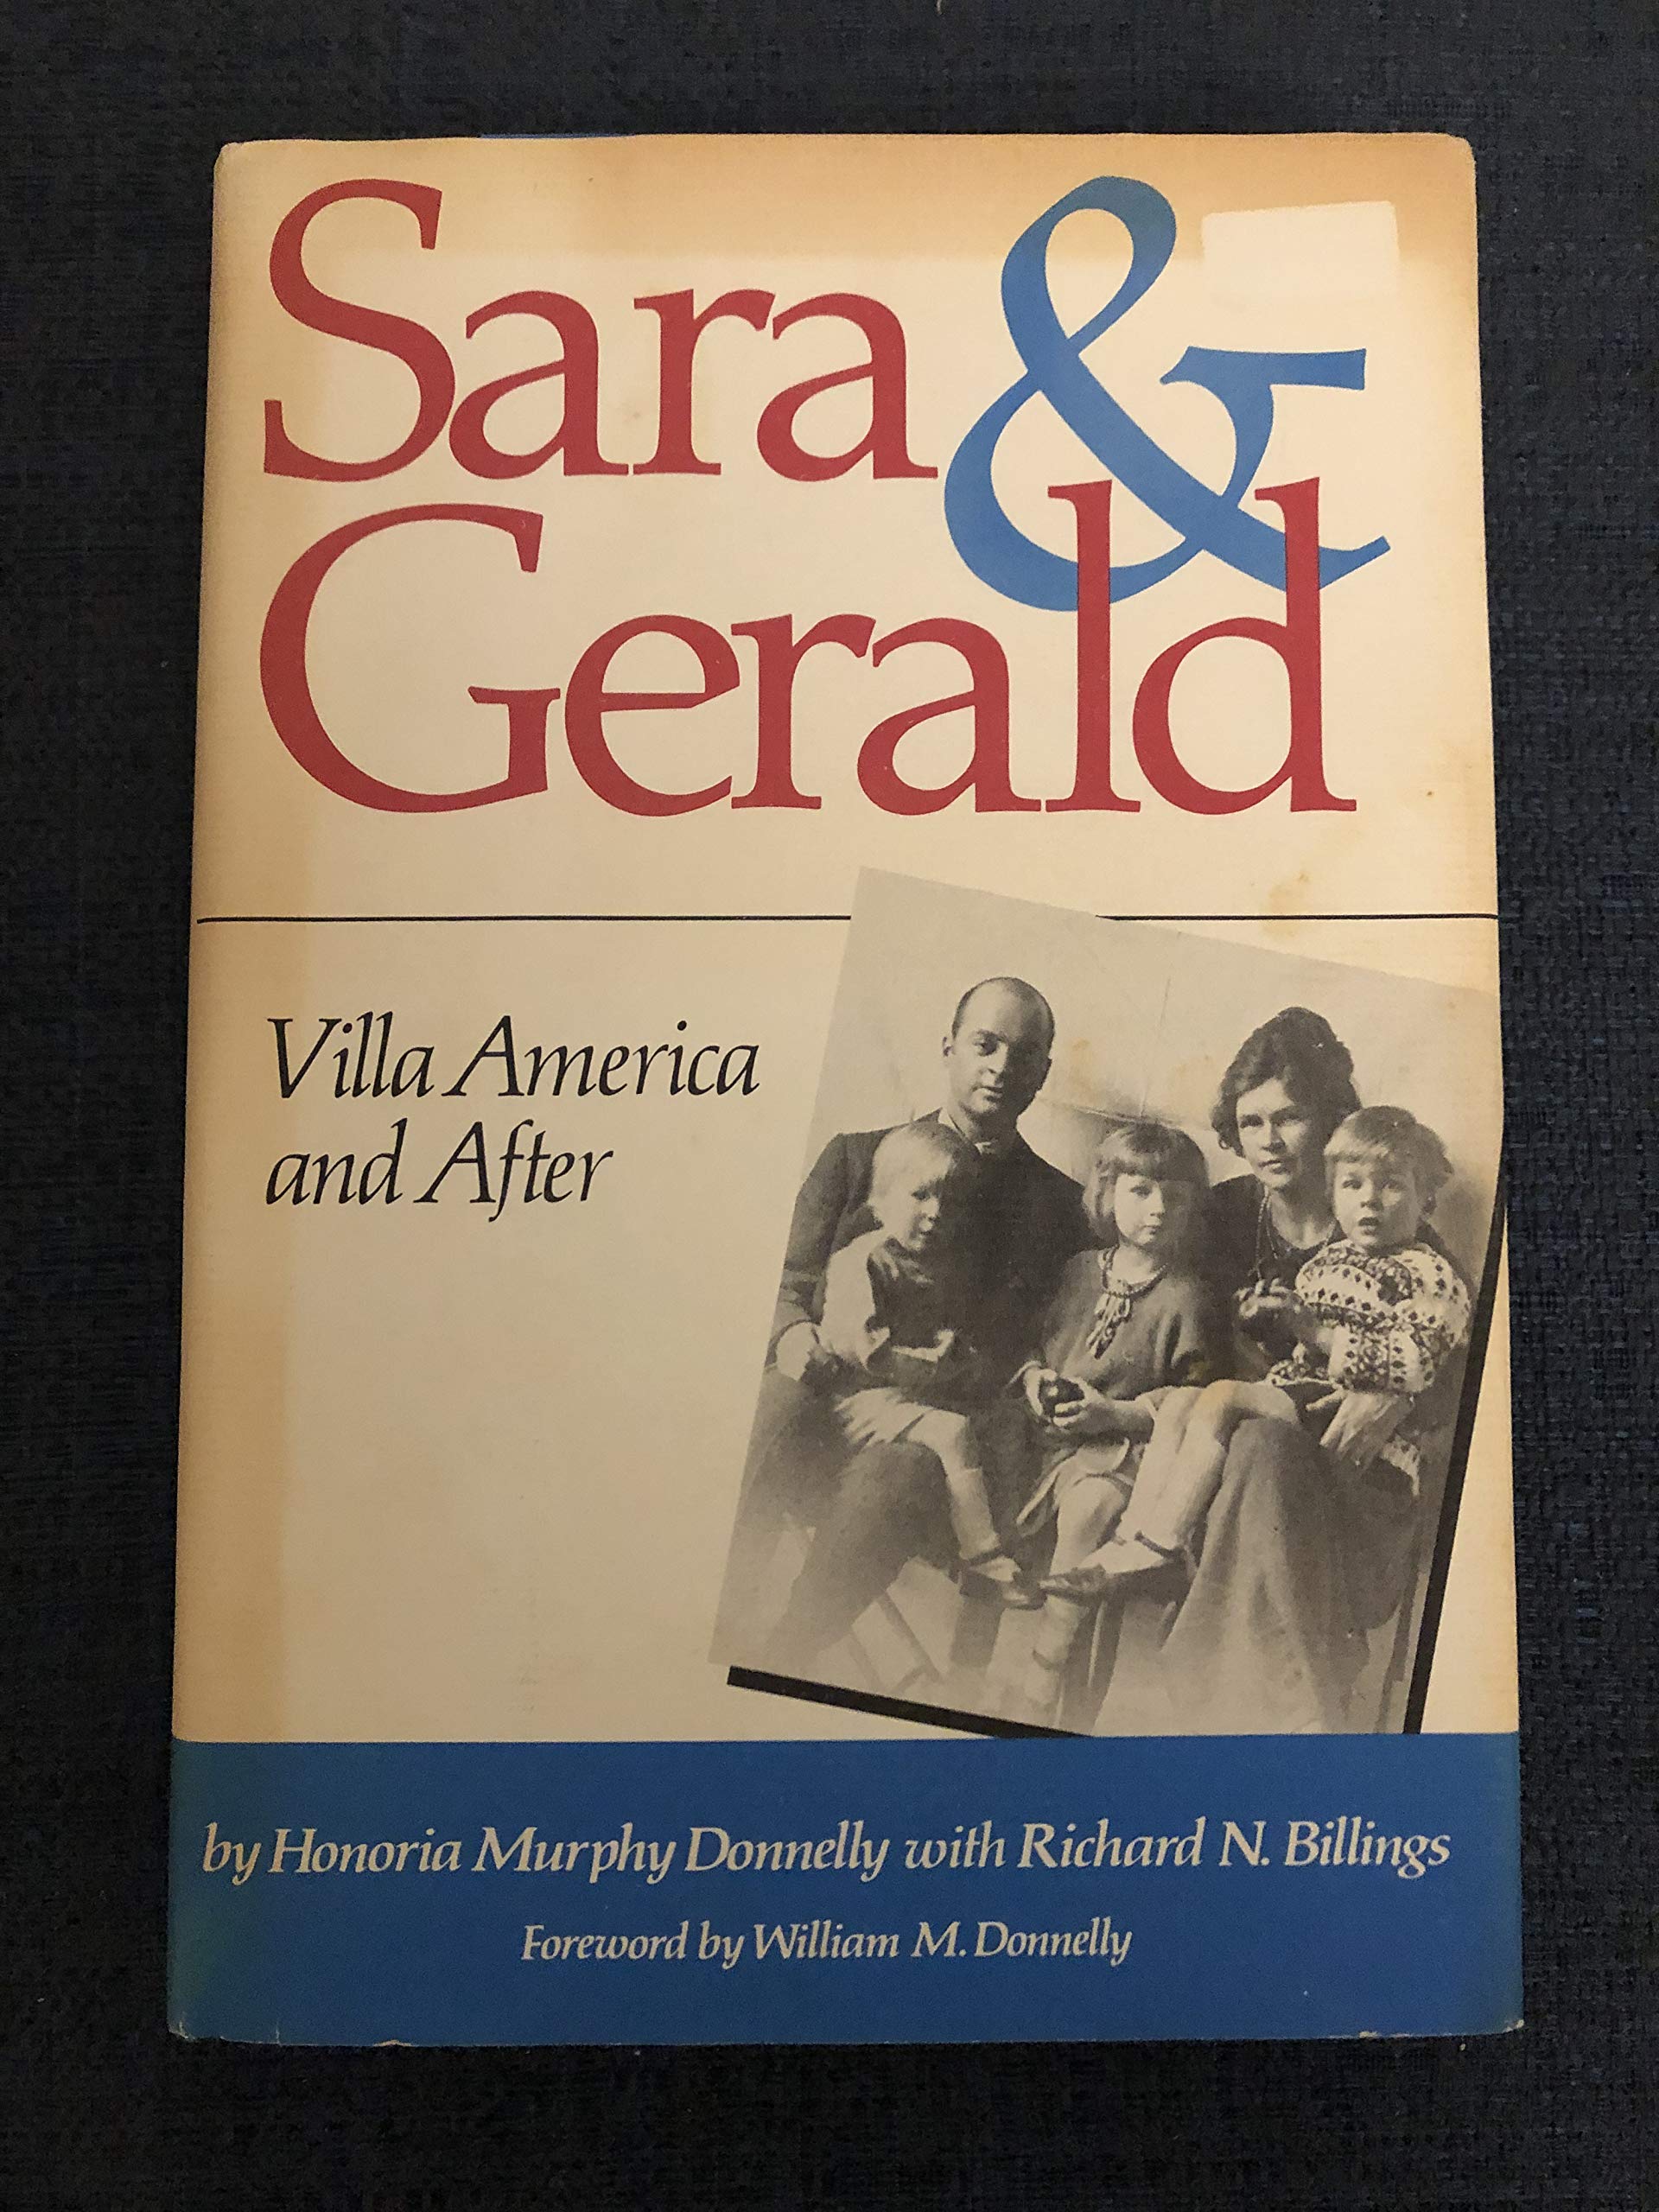 Sara &
Gerald
Villa America
and After
by Honoria Murphy Donnelly with Richard N. Billings
Foreword by William M. Donnelly